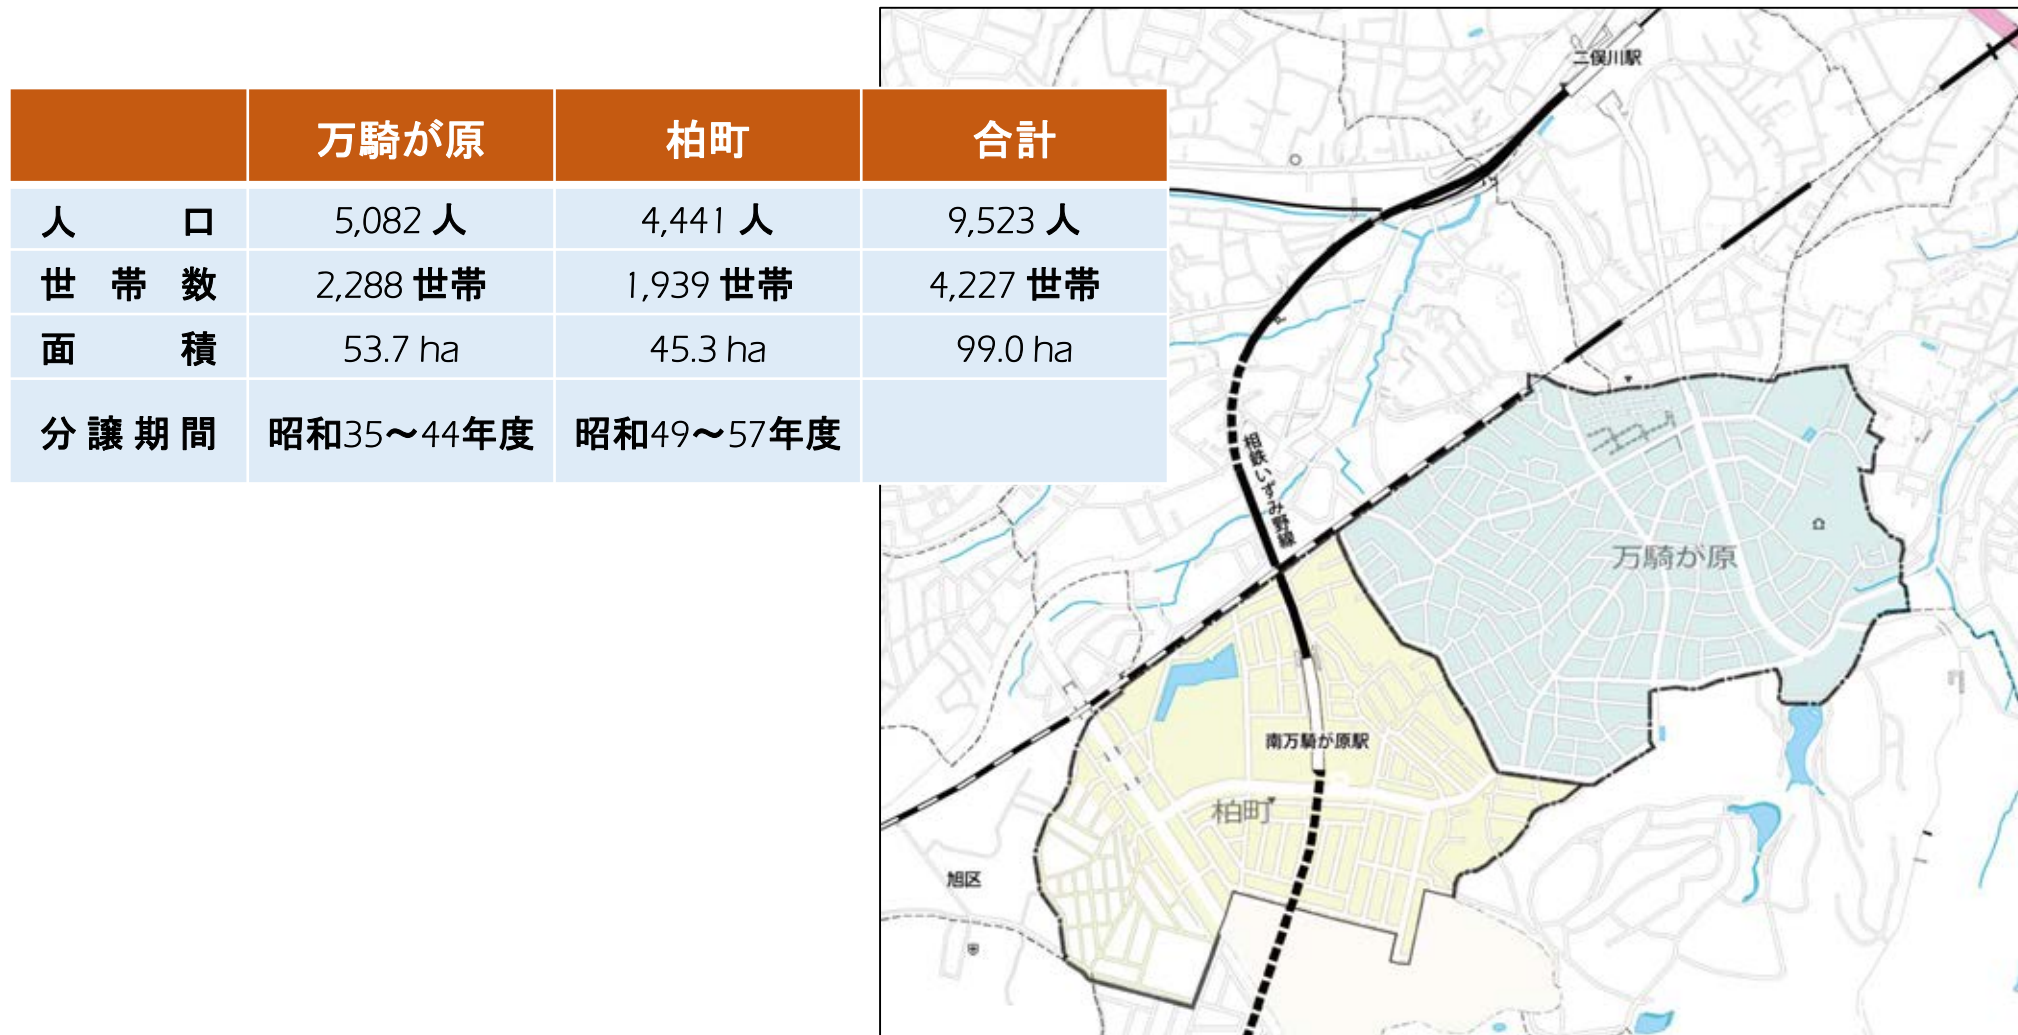 万騎が原 柏町 合計
人口 5,082 人 4,441 人 9,523 人
世帯数 2,288 世帯 1,939 世帯 4,227 世帯
面積 53.7 ha 45.3 ha 99.0 ha
分譲期間 昭和35～44年度 昭和49～57年度
二俣川駅
相鉄いずみ野線
万騎が原
南万騎が原駅
柏町
旭区